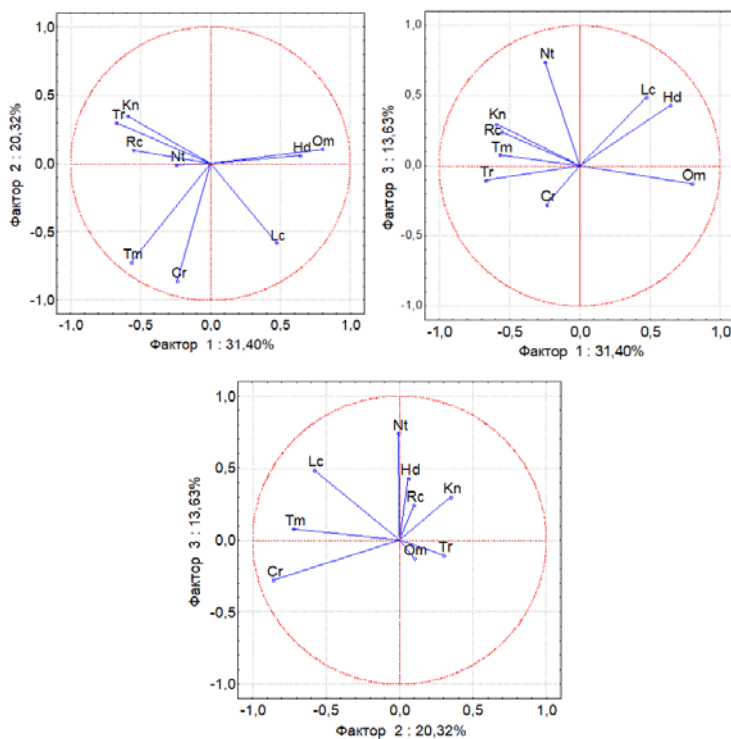 1,0
0,5
0,0
-0,5
-1,0
Фактор 2 : 20,32%
Kn
Tr
Rc
Nt
Om
Hd
Lc
Tm
Cr
-1,0 -0,5 0,0 0,5 1,0
Фактор 1 : 31,40%
1,0
0,5
0,0
-0,5
-1,0
Фактор 3 : 13,63%
Nt
Lc
Hd
Kn
Rc
Tm
Tr
Cr
Om
-1,0 -0,5 0,0 0,5 1,0
Фактор 1 : 31,40%
1,0
0,5
0,0
-0,5
-1,0
Фактор 3 : 13,63%
Nt
Lc
Hd
Rc
Kn
Tm
Om
Tr
Cr
-1,0 -0,5 0,0 0,5 1,0
Фактор 2 : 20,32%